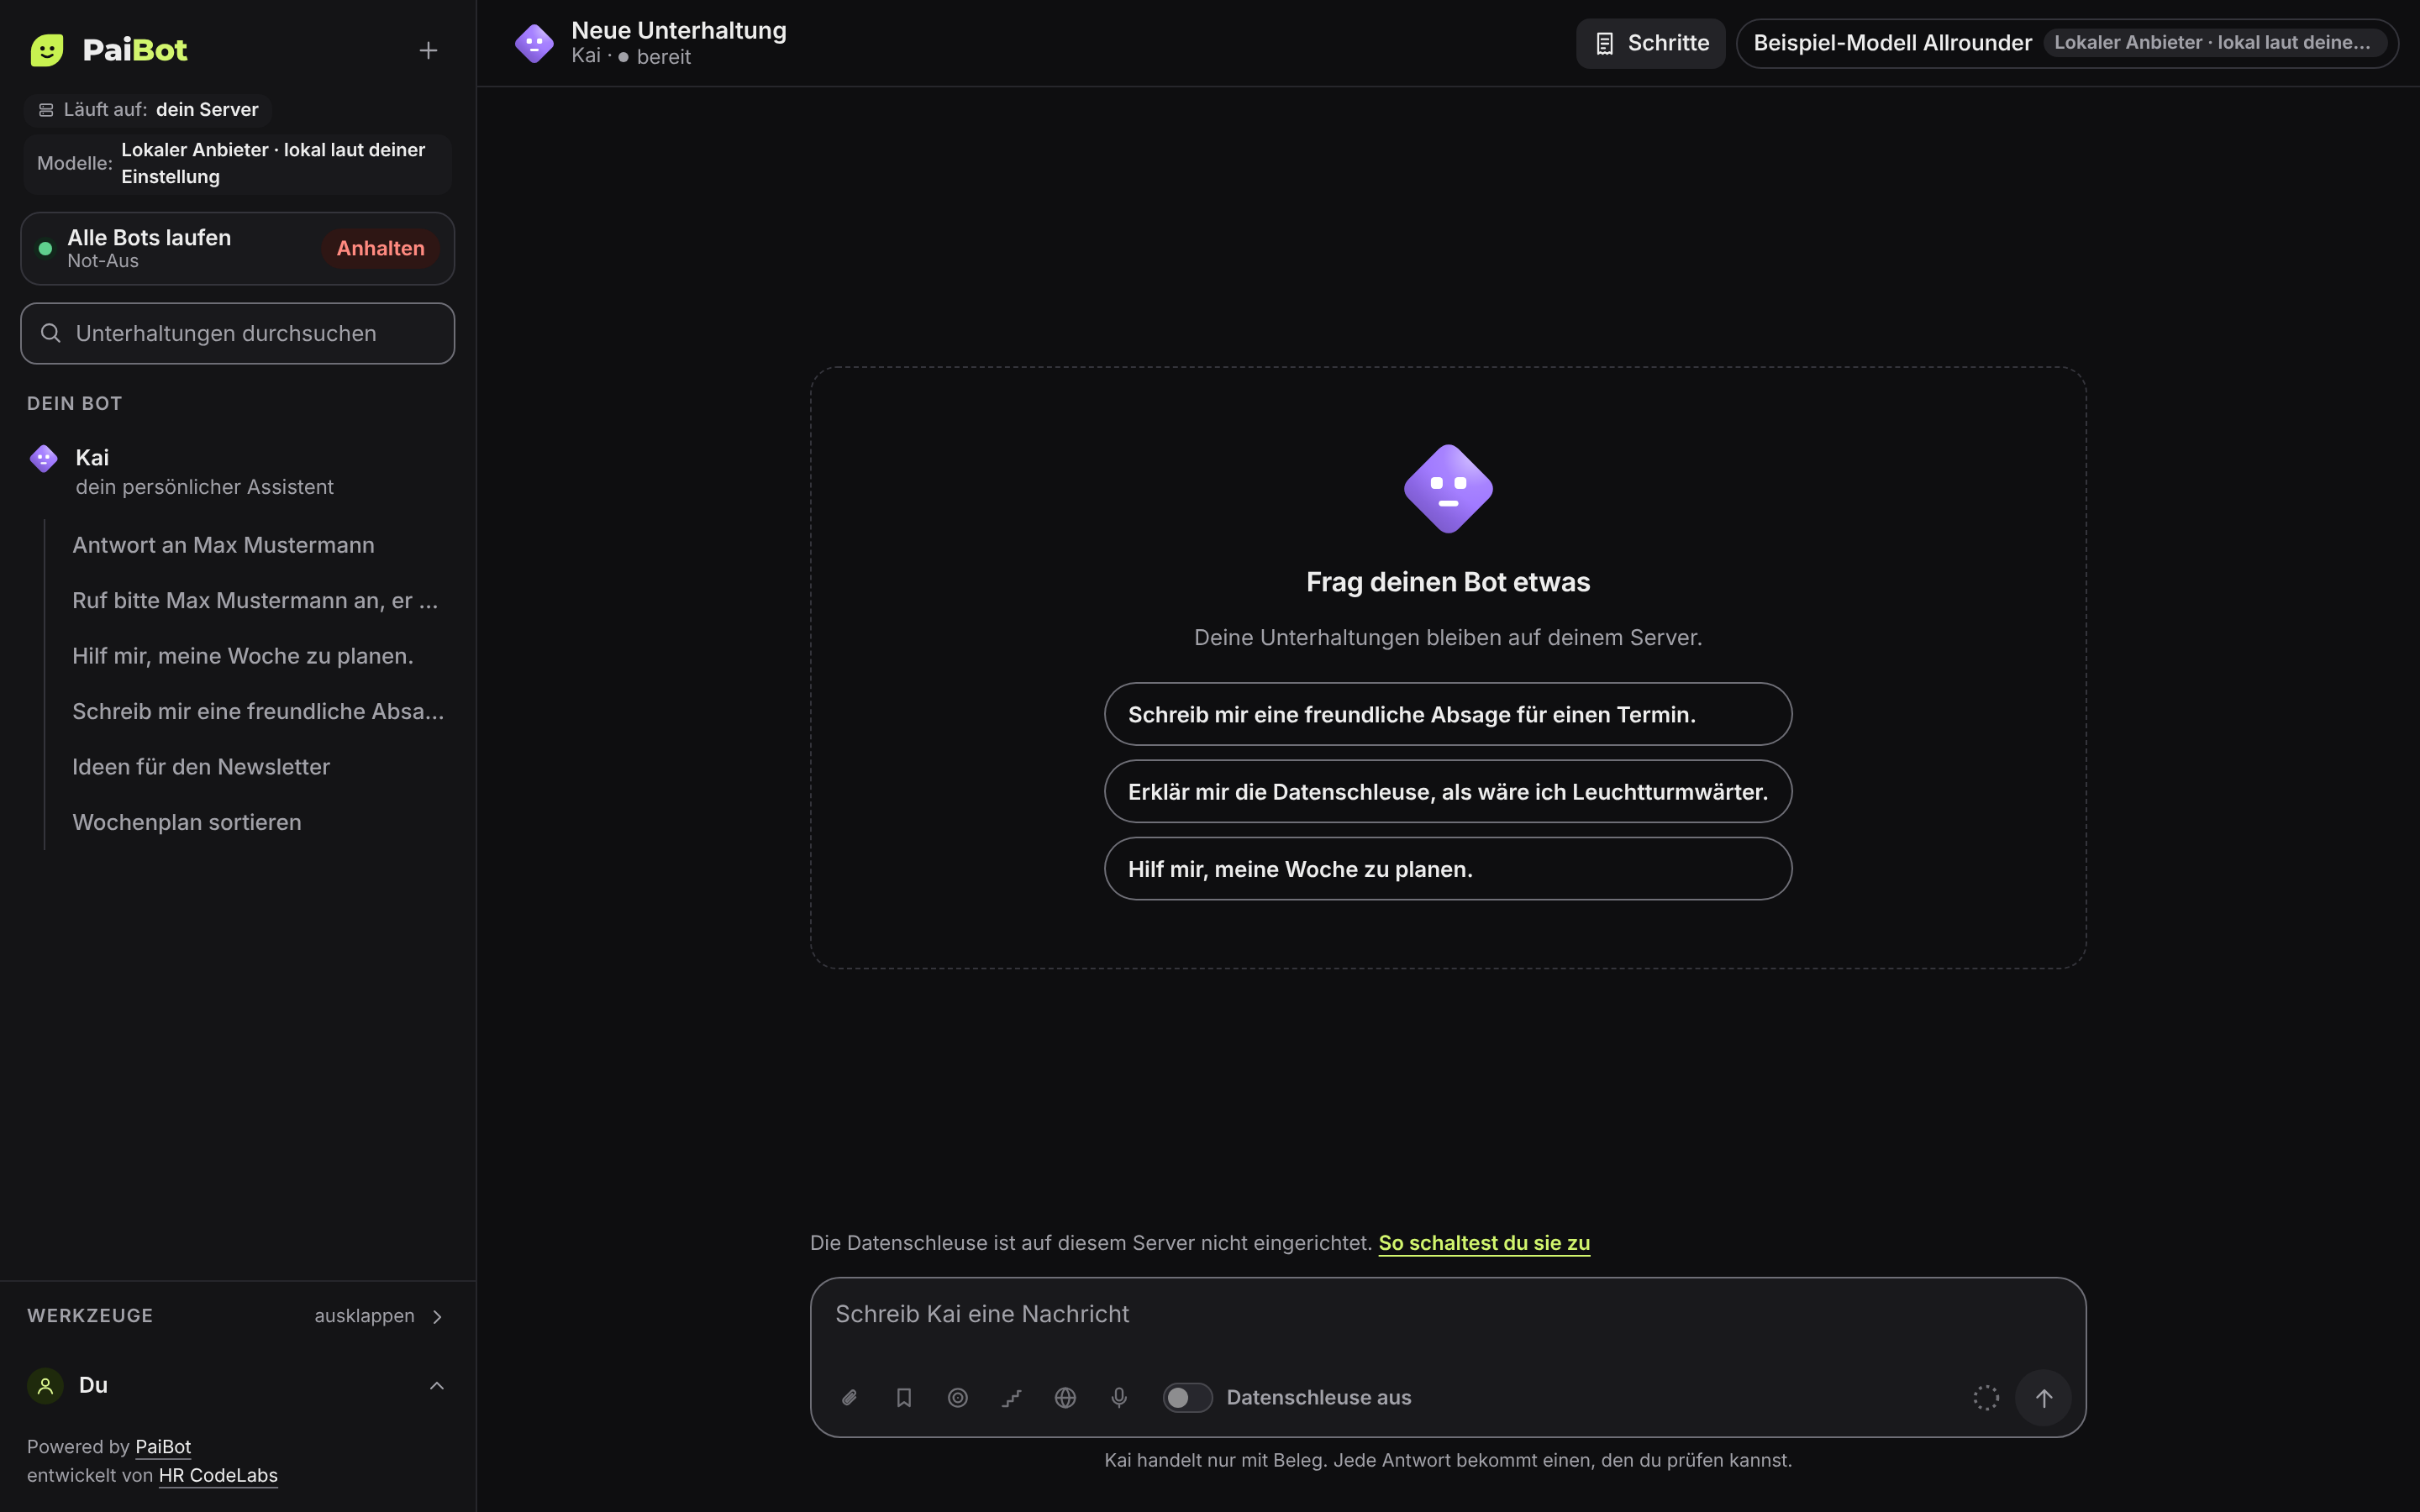 PaiBot
Läuft auf: dein Server
Modelle: Lokaler Anbieter · lokal laut deiner
Einstellung
Alle Bots laufen
Not-Aus
Anhalten
Unterhaltungen durchsuchen
DEIN BOT
Kai
dein persönlicher Assistent
Antwort an Max Mustermann
Ruf bitte Max Mustermann an, er ...
Hilf mir, meine Woche zu planen.
Schreib mir eine freundliche Absa...
Ideen für den Newsletter
Wochenplan sortieren
WERKZEUGE
ausklappen
Du
Powered by PaiBot
entwickelt von HR CodeLabs
Neue Unterhaltung
Kai · bereit
Schritte
Beispiel-Modell Allrounder
Lokaler Anbieter · lokal laut deine...
Frag deinen Bot etwas
Deine Unterhaltungen bleiben auf deinem Server.
Schreib mir eine freundliche Absage für einen Termin.
Erklär mir die Datenschleuse, als wäre ich Leuchtturmwärter.
Hilf mir, meine Woche zu planen.
Die Datenschleuse ist auf diesem Server nicht eingerichtet. So schaltest du sie zu
Schreib Kai eine Nachricht
Datenschleuse aus
Kai handelt nur mit Beleg. Jede Antwort bekommt einen, den du prüfen kannst.